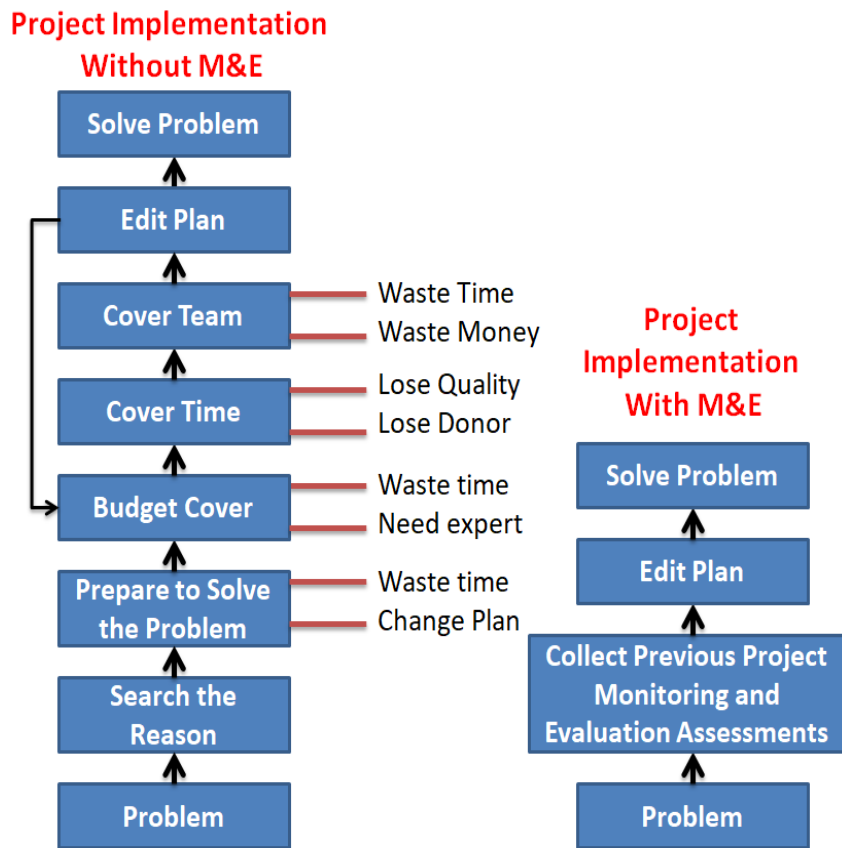 Project Implementation
Without M&E
Solve Problem
Edit Plan
Cover Team
Waste Time
Waste Money
Cover Time
Lose Quality
Lose Donor
Budget Cover
Waste time
Need expert
Prepare to Solve
the Problem
Waste time
Change Plan
Search the
Reason
Problem
Project
Implementation
With M&E
Solve Problem
Edit Plan
Collect Previous Project
Monitoring and
Evaluation Assessments
Problem